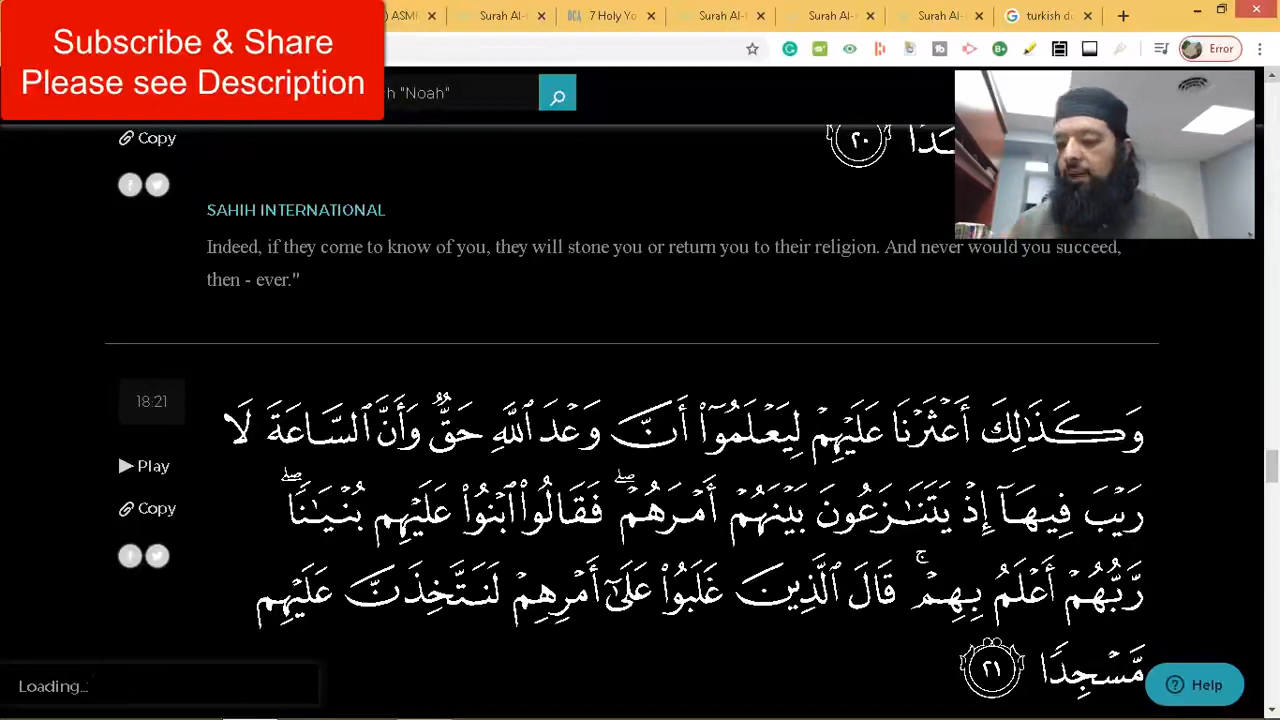 ) ASMI
Surah Al-
7 Holy Yo
Surah Al-
Surah Al-
Surah Al-
turkish d
Subscribe & Share
Please see Description
Error
h "Noah"
Copy
٢٠
SAHIH INTERNATIONAL
Indeed, if they come to know of you, they will stone you or return you to their religion. And never would you succeed,
then - ever."
18:21
Play
Copy
وَكَذَٰلِكَ أَعْثَرْنَا عَلَيْهِمْ لِيَعْلَمُوٓا۟ أَنَّ وَعْدَ ٱللَّهِ حَقٌّ وَأَنَّ ٱلسَّاعَةَ لَا
رَيْبَ فِيهَآ إِذْ يَتَنَـٰزَعُونَ بَيْنَهُمْ أَمْرَهُمْ ۖ فَقَالُوا۟ ٱبْنُوا۟ عَلَيْهِم بُنْيَـٰنًا ۖ
رَّبُّهُمْ أَعْلَمُ بِهِمْ ۚ قَالَ ٱلَّذِينَ غَلَبُوا۟ عَلَىٰٓ أَمْرِهِمْ لَنَتَّخِذَنَّ عَلَيْهِم
مَّسْجِدًا ٢١
Loading..
Help